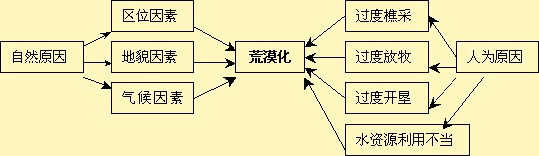 区位因素
过度樵采
自然原因
地貌因素
荒漠化
过度放牧
人为原因
气候因素
过度开垦
水资源利用不当